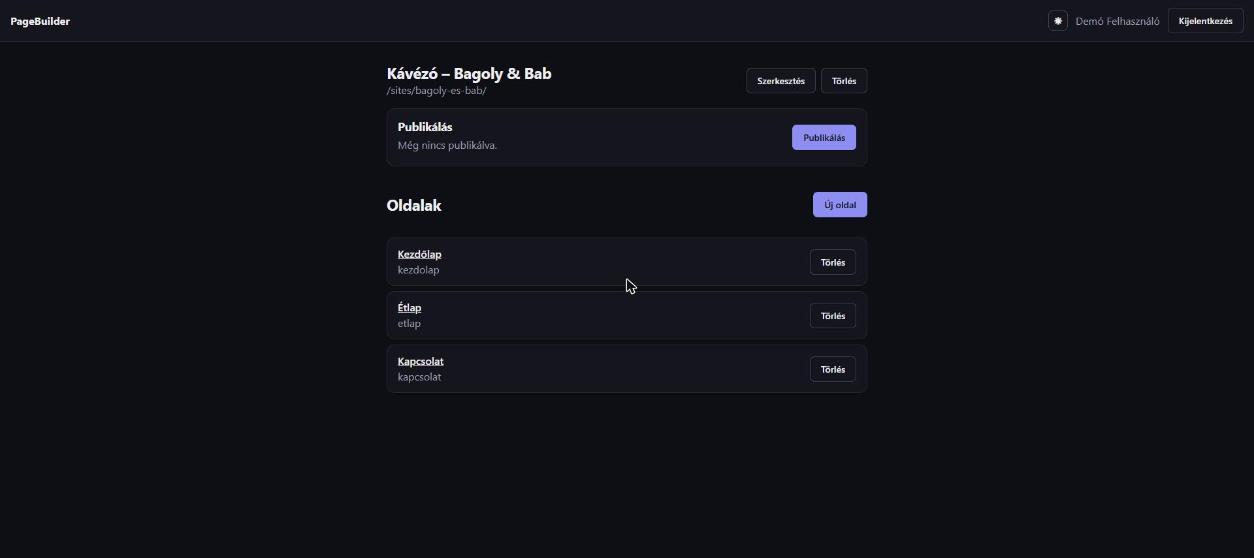 PageBuilder
Demó Felhasználó
Kijelentkezés
Kávézó – Bagoly & Bab
/sites/bagoly-es-bab/
Szerkesztés
Törlés
Publikálás
Még nincs publikálva.
Publikálás
Oldalak
Új oldal
Kezdőlap
kezdolap
Törlés
Étlap
etlap
Törlés
Kapcsolat
kapcsolat
Törlés